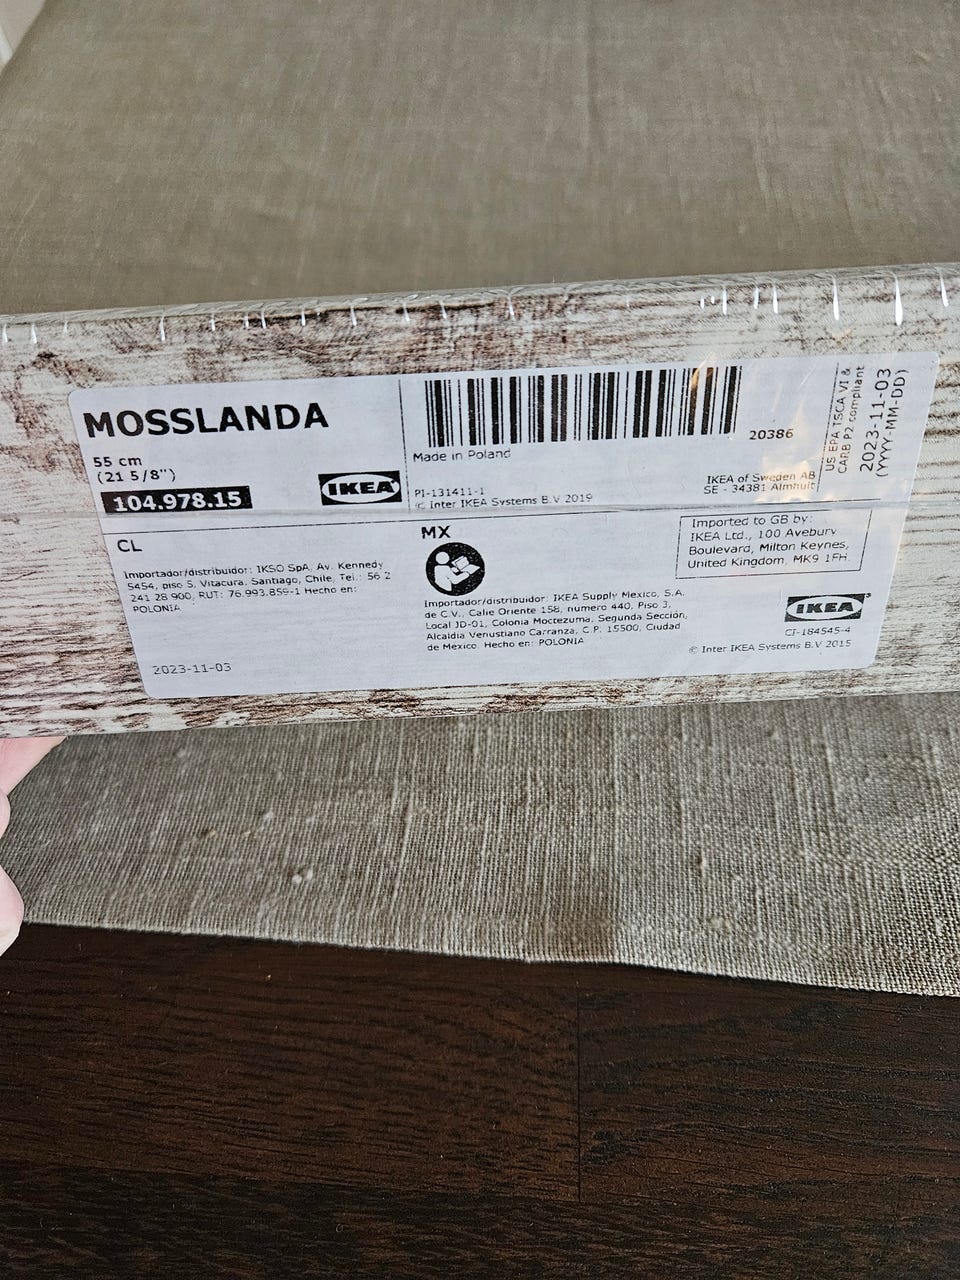 MOSSLANDA
55 cm
(21 5/8")
104.978.15
IKEA
20386
Made in Poland
PI-131411-1
© Inter IKEA Systems B.V 2019
IKEA of Sweden AB
SE - 34381 Älmhult
US EPA TSCA VI &
CARB P2 compliant
2023-11-03
(YYYY-MM-DD)
CL
Importador/distribuidor: IKSO SpA, Av. Kennedy
5454, piso 5, Vitacura, Santiago, Chile, Tel.: 56 2
241 28 900, RUT: 76.993.859-1 Hecho en:
POLONIA
2023-11-03
MX
Importador/distribuidor: IKEA Supply Mexico, S.A.
de C.V., Calle Oriente 158, número 440, Piso 3,
Local JD-01, Colonia Moctezuma, Segunda Sección,
Alcaldía Venustiano Carranza, C.P. 15500, Ciudad
de México. Hecho en: POLONIA
Imported to GB by:
IKEA Ltd., 100 Avebury
Boulevard, Milton Keynes,
United Kingdom, MK9 1FH.
IKEA
CI-184545-4
© Inter IKEA Systems B.V 2015